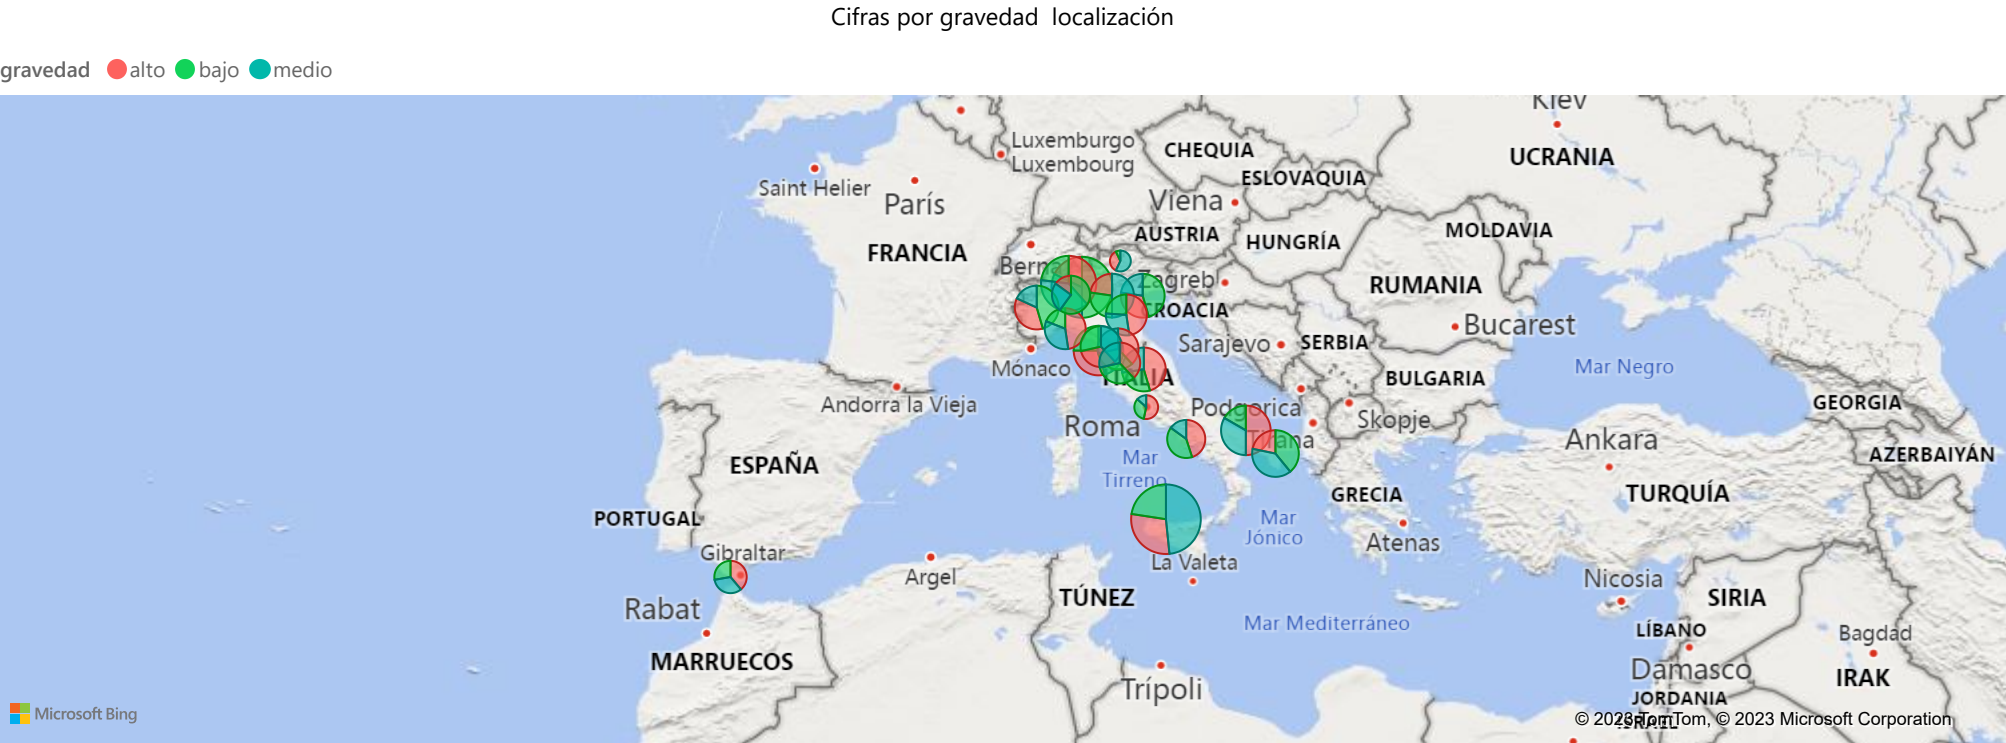 Cifras por gravedad  localización
gravedad alto bajo medio
Kiev
Luxemburgo
Luxembourg
CHEQUIA
UCRANIA
Saint Helier
París
ESLOVAQUIA
Viena
FRANCIA
AUSTRIA
HUNGRÍA
MOLDAVIA
Berna
Zagreb
RUMANIA
CROACIA
Bucarest
Sarajevo
SERBIA
Mónaco
ITALIA
BULGARIA
Mar Negro
Andorra la Vieja
Podgorica
Skopje
GEORGIA
Roma
Tirana
Ankara
AZERBAIYÁN
ESPAÑA
Mar
Tirreno
GRECIA
TURQUÍA
PORTUGAL
Mar
Jónico
Atenas
Gibraltar
La Valeta
Argel
Nicosia
Rabat
TÚNEZ
SIRIA
Mar Mediterráneo
LÍBANO
Bagdad
MARRUECOS
Damasco
IRAK
Trípoli
JORDANIA
ISRAEL
Microsoft Bing
© 2023 TomTom, © 2023 Microsoft Corporation